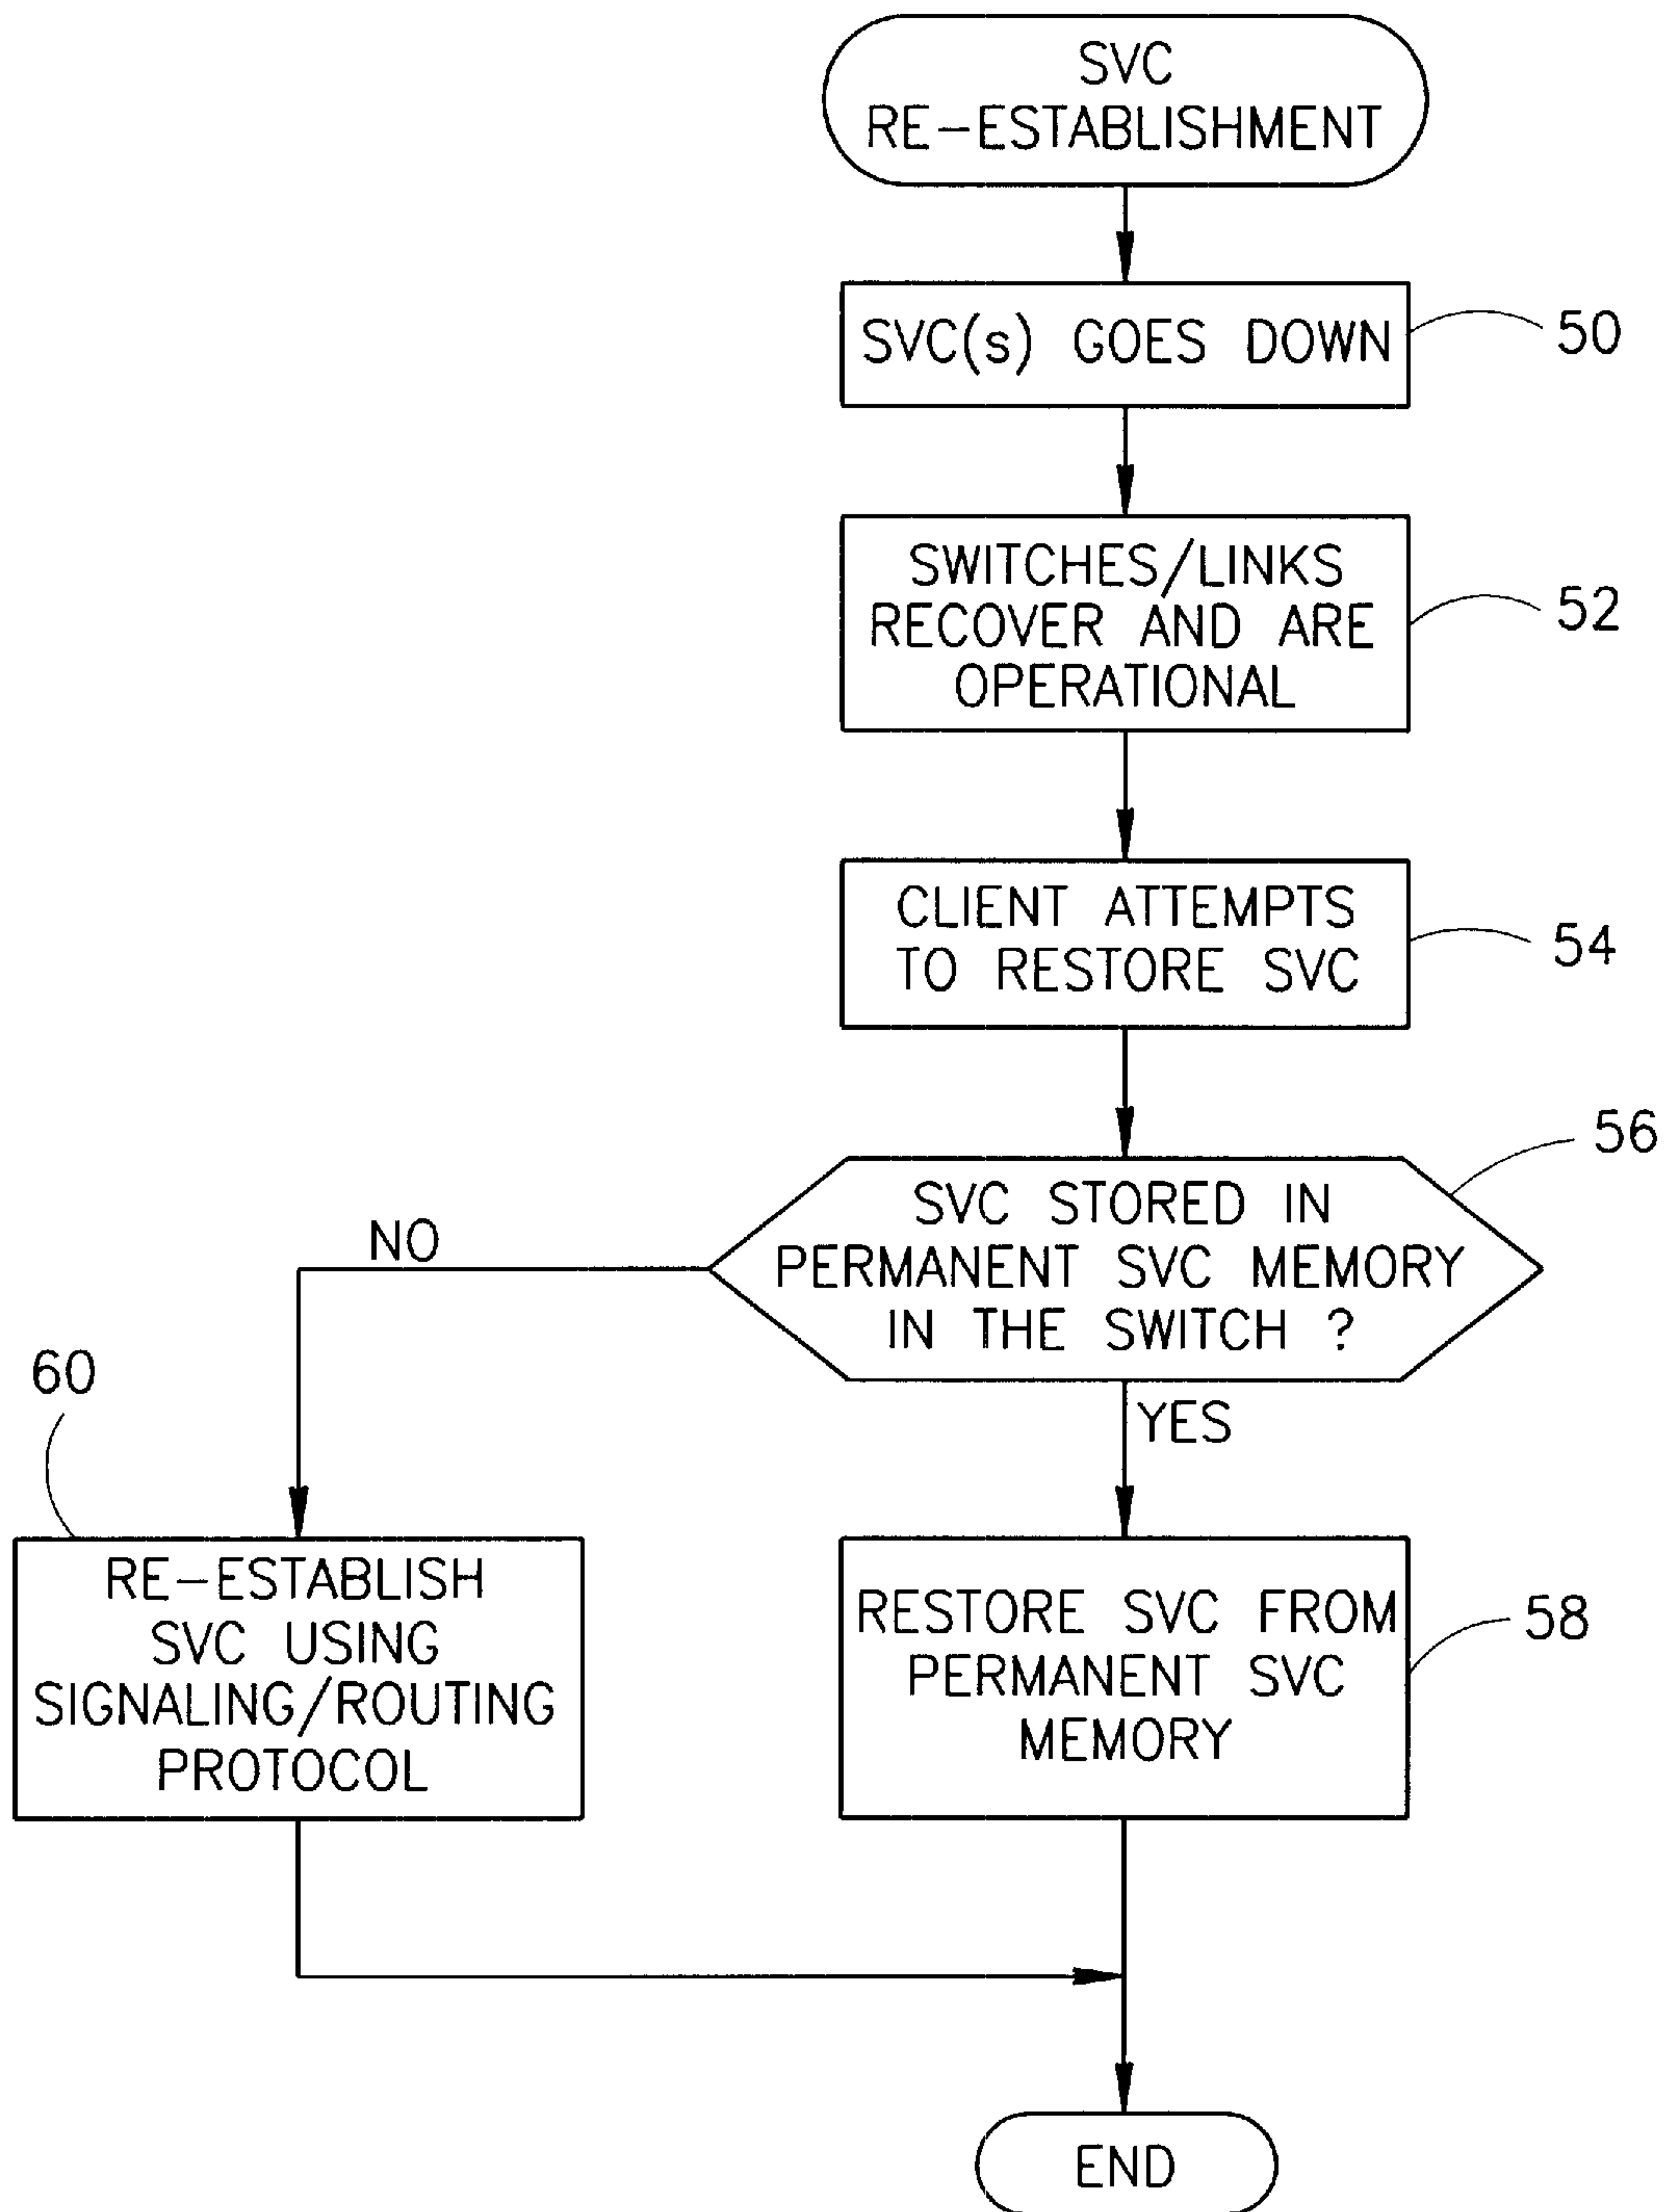 SVC
RE-ESTABLISHMENT
SVC(s) GOES DOWN
50
SWITCHES/LINKS
RECOVER AND ARE
OPERATIONAL
52
CLIENT ATTEMPTS
TO RESTORE SVC
54
56
SVC STORED IN
PERMANENT SVC MEMORY
IN THE SWITCH ?
NO
YES
60
RE-ESTABLISH
SVC USING
SIGNALING/ROUTING
PROTOCOL
RESTORE SVC FROM
PERMANENT SVC
MEMORY
58
END